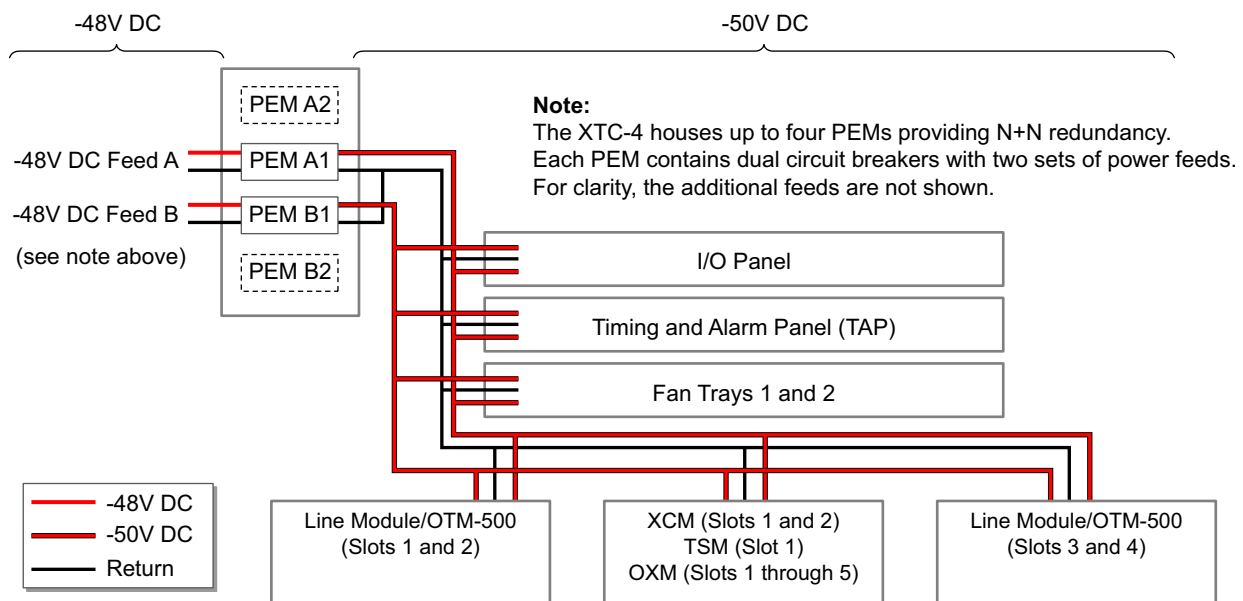 -48V DC
-50V DC
PEM A2
Note:
The XTC-4 houses up to four PEMs providing N+N redundancy.
Each PEM contains dual circuit breakers with two sets of power feeds.
For clarity, the additional feeds are not shown.
-48V DC Feed A
PEM A1
-48V DC Feed B
PEM B1
(see note above)
PEM B2
I/O Panel
Timing and Alarm Panel (TAP)
Fan Trays 1 and 2
-48V DC
-50V DC
Return
Line Module/OTM-500
(Slots 1 and 2)
XCM (Slots 1 and 2)
TSM (Slot 1)
OXM (Slots 1 through 5)
Line Module/OTM-500
(Slots 3 and 4)